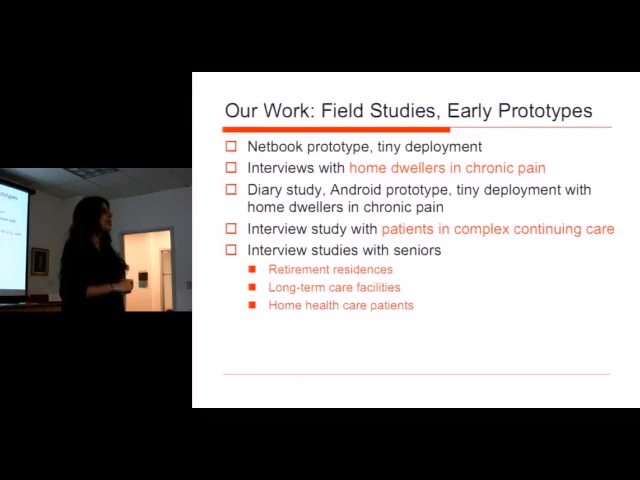 Our Work: Field Studies, Early Prototypes
Netbook prototype, tiny deployment
Interviews with home dwellers in chronic pain
Diary study, Android prototype, tiny deployment with
home dwellers in chronic pain
Interview study with patients in complex continuing care
Interview studies with seniors
Retirement residences
Long-term care facilities
Home health care patients